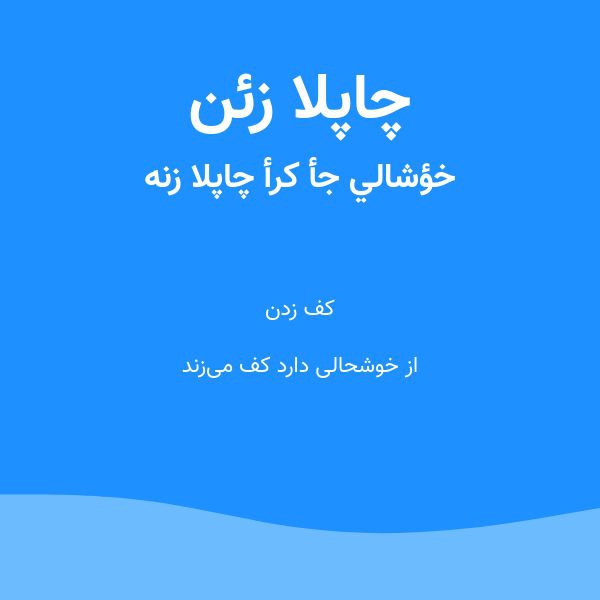 چاپلا زئن
خؤشالي جأ کرأ چاپلا زنه
کف زدن
از خوشحالی دارد کف می‌زند